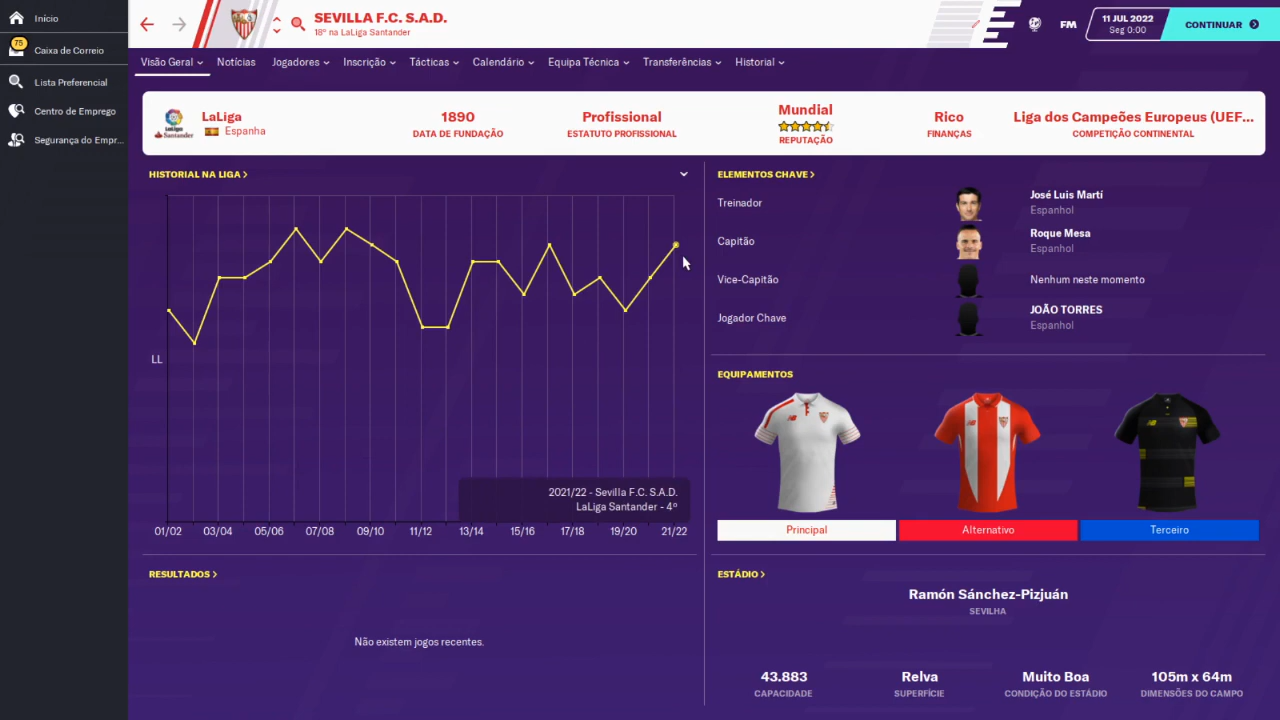 Início
75
Caixa de Correio
Lista Preferencial
Centro de Emprego
Segurança do Empr...
SEVILLA F.C. S.A.D.
18º na LaLiga Santander
FM
11 JUL 2022
Seg 0:00
CONTINUAR
Visão Geral
Notícias
Jogadores
Inscrição
Tácticas
Calendário
Equipa Técnica
Transferências
Historial
LaLiga
Santander
LaLiga
Espanha
1890
DATA DE FUNDAÇÃO
Profissional
ESTATUTO PROFISSIONAL
Mundial
REPUTAÇÃO
Rico
FINANÇAS
Liga dos Campeões Europeus (UEF...
COMPETIÇÃO CONTINENTAL
HISTORIAL NA LIGA
LL
2021/22 - Sevilla F.C. S.A.D.
LaLiga Santander - 4º
01/02 03/04 05/06 07/08 09/10 11/12 13/14 15/16 17/18 19/20 21/22
RESULTADOS
Não existem jogos recentes.
ELEMENTOS CHAVE
Treinador
José Luis Martí
Espanhol
Capitão
Roque Mesa
Espanhol
Vice-Capitão
Nenhum neste momento
Jogador Chave
JOÃO TORRES
Espanhol
EQUIPAMENTOS
Principal
Alternativo
Terceiro
ESTÁDIO
Ramón Sánchez-Pizjuán
SEVILHA
43.883
CAPACIDADE
Relva
SUPERFÍCIE
Muito Boa
CONDIÇÃO DO ESTÁDIO
105m x 64m
DIMENSÕES DO CAMPO